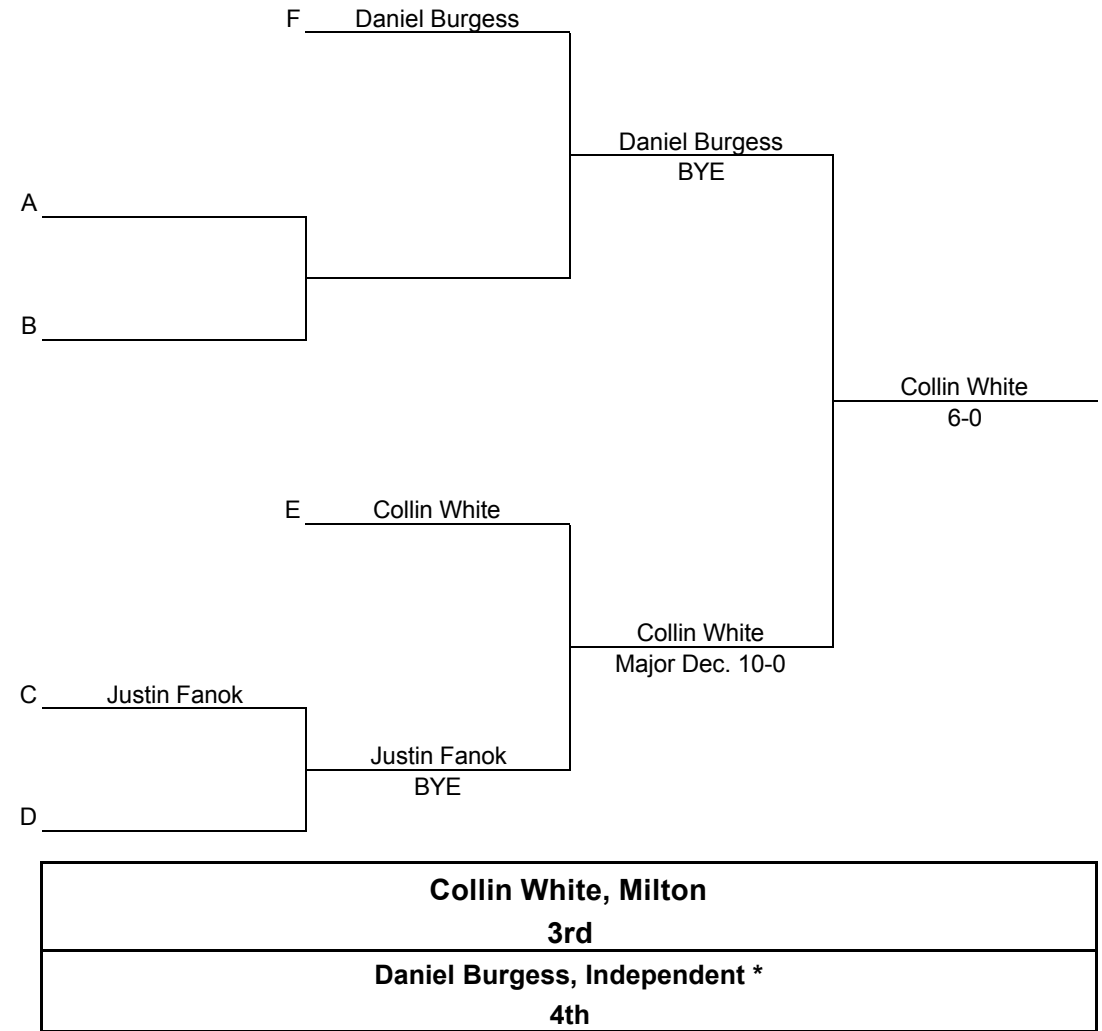 F Daniel Burgess
Daniel Burgess
BYE
A
B
Collin White
6-0
E Collin White
Collin White
Major Dec. 10-0
C Justin Fanok
Justin Fanok
BYE
D
Collin White, Milton
3rd
Daniel Burgess, Independent *
4th